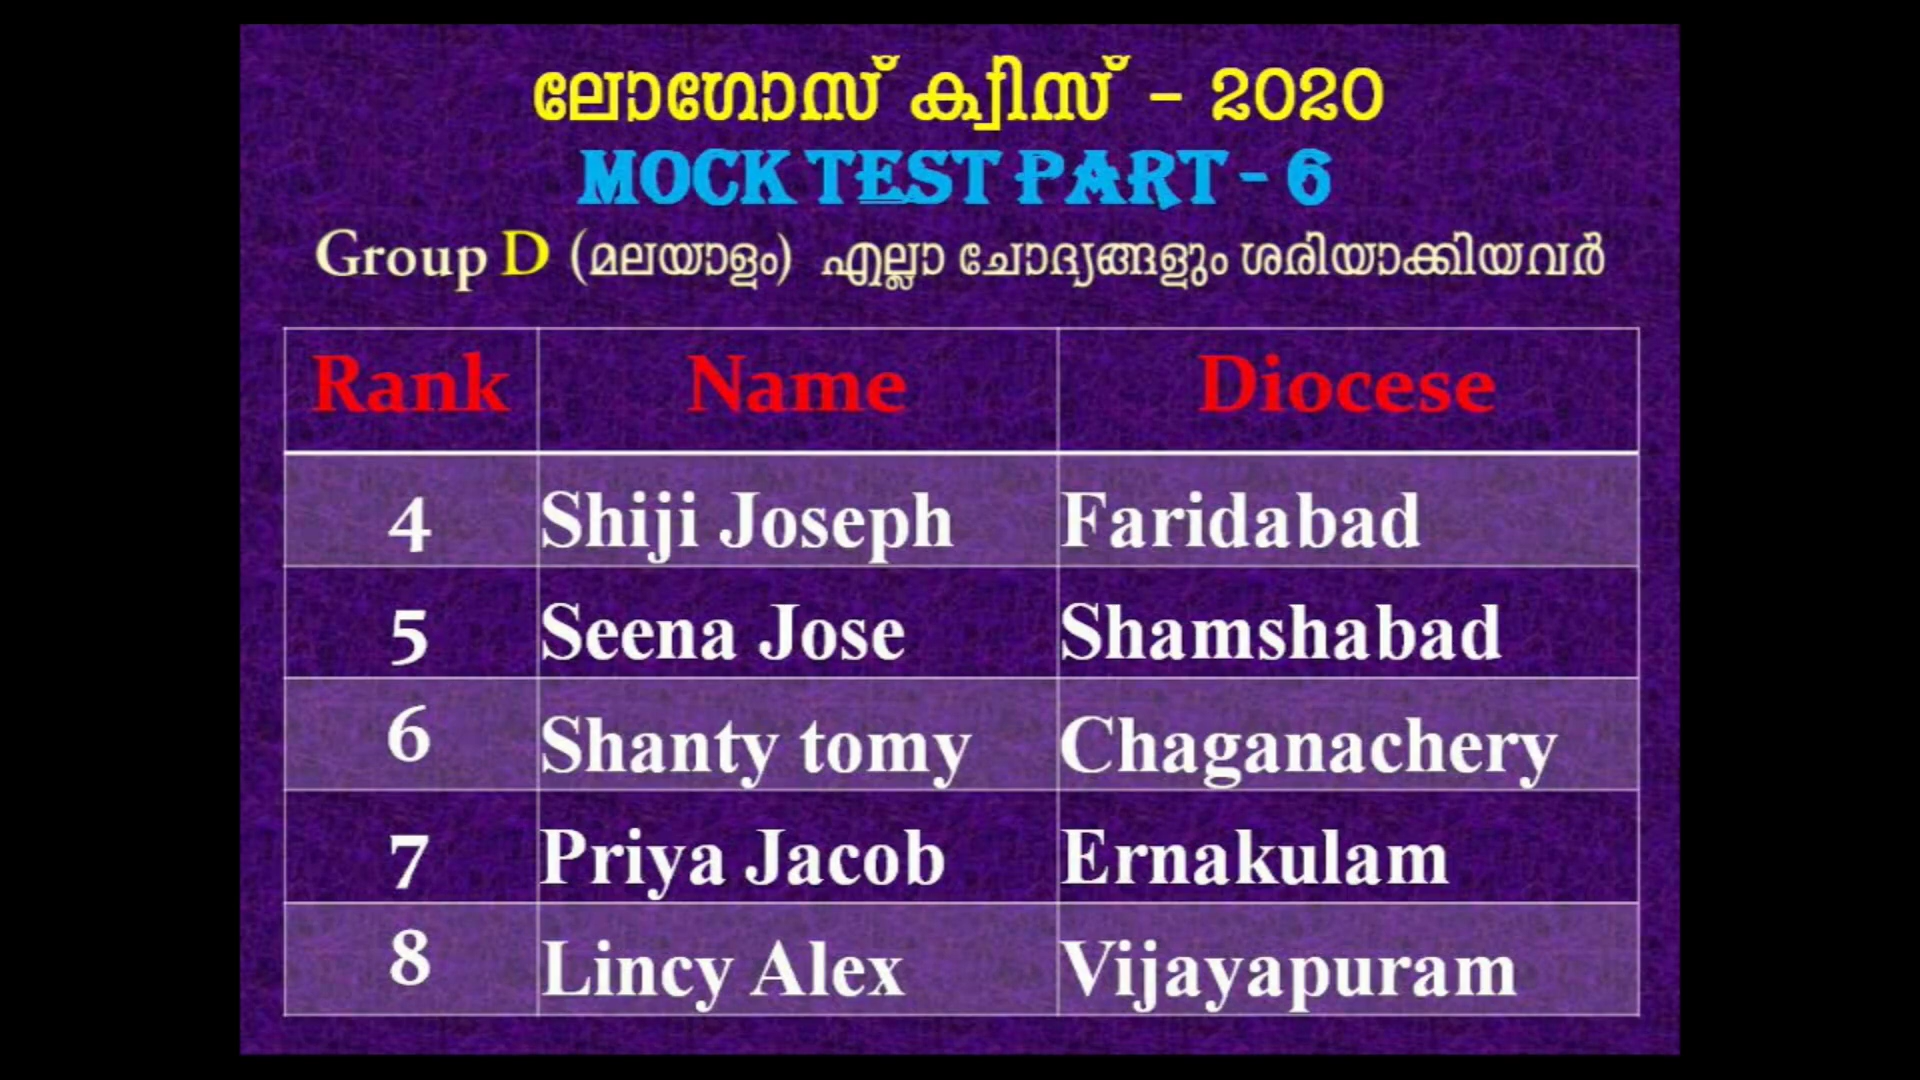 ലോഗോസ് ക്വിസ് - 2020
MOCK TEST PART - 6
Group D (മലയാളം) എല്ലാ ചോദ്യങ്ങളും ശരിയാക്കിയവർ
Rank Name Diocese
4 Shiji Joseph Faridabad
5 Seena Jose Shamshabad
6 Shanty tomy Chaganachery
7 Priya Jacob Ernakulam
8 Lincy Alex Vijayapuram